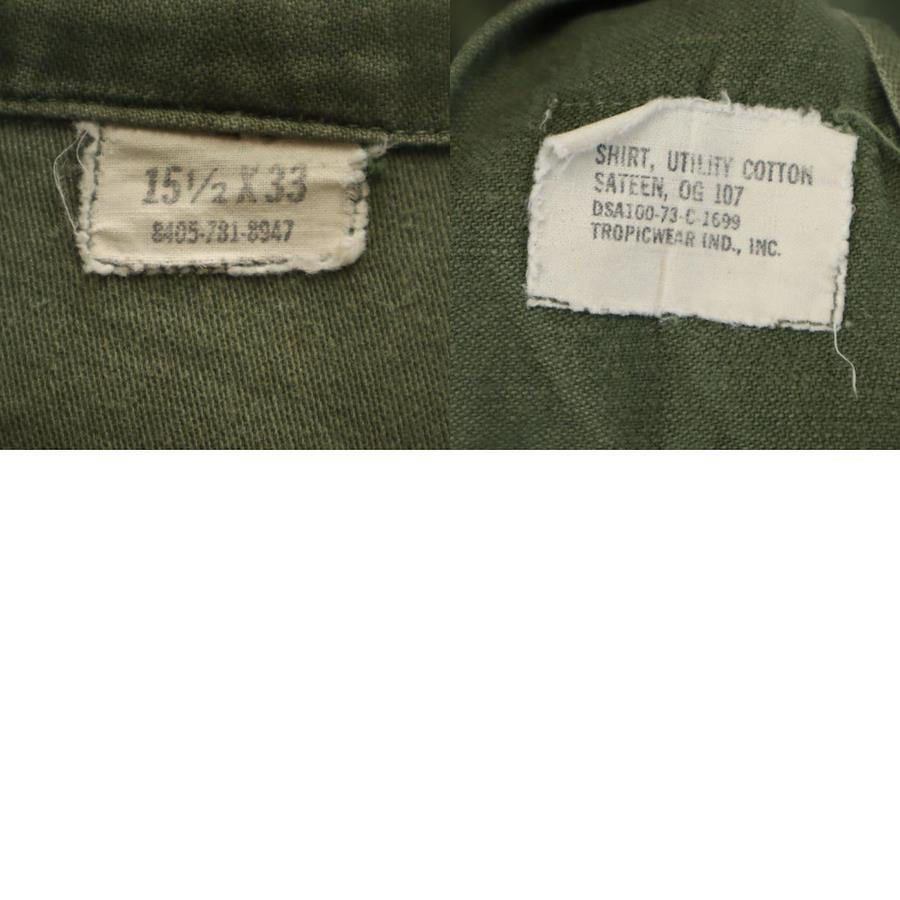 15½ X 33
8405-781-8947
SHIRT, UTILITY COTTON
SATEEN, OG 107
DSA100-73-C-1699
TROPICWEAR IND., INC.